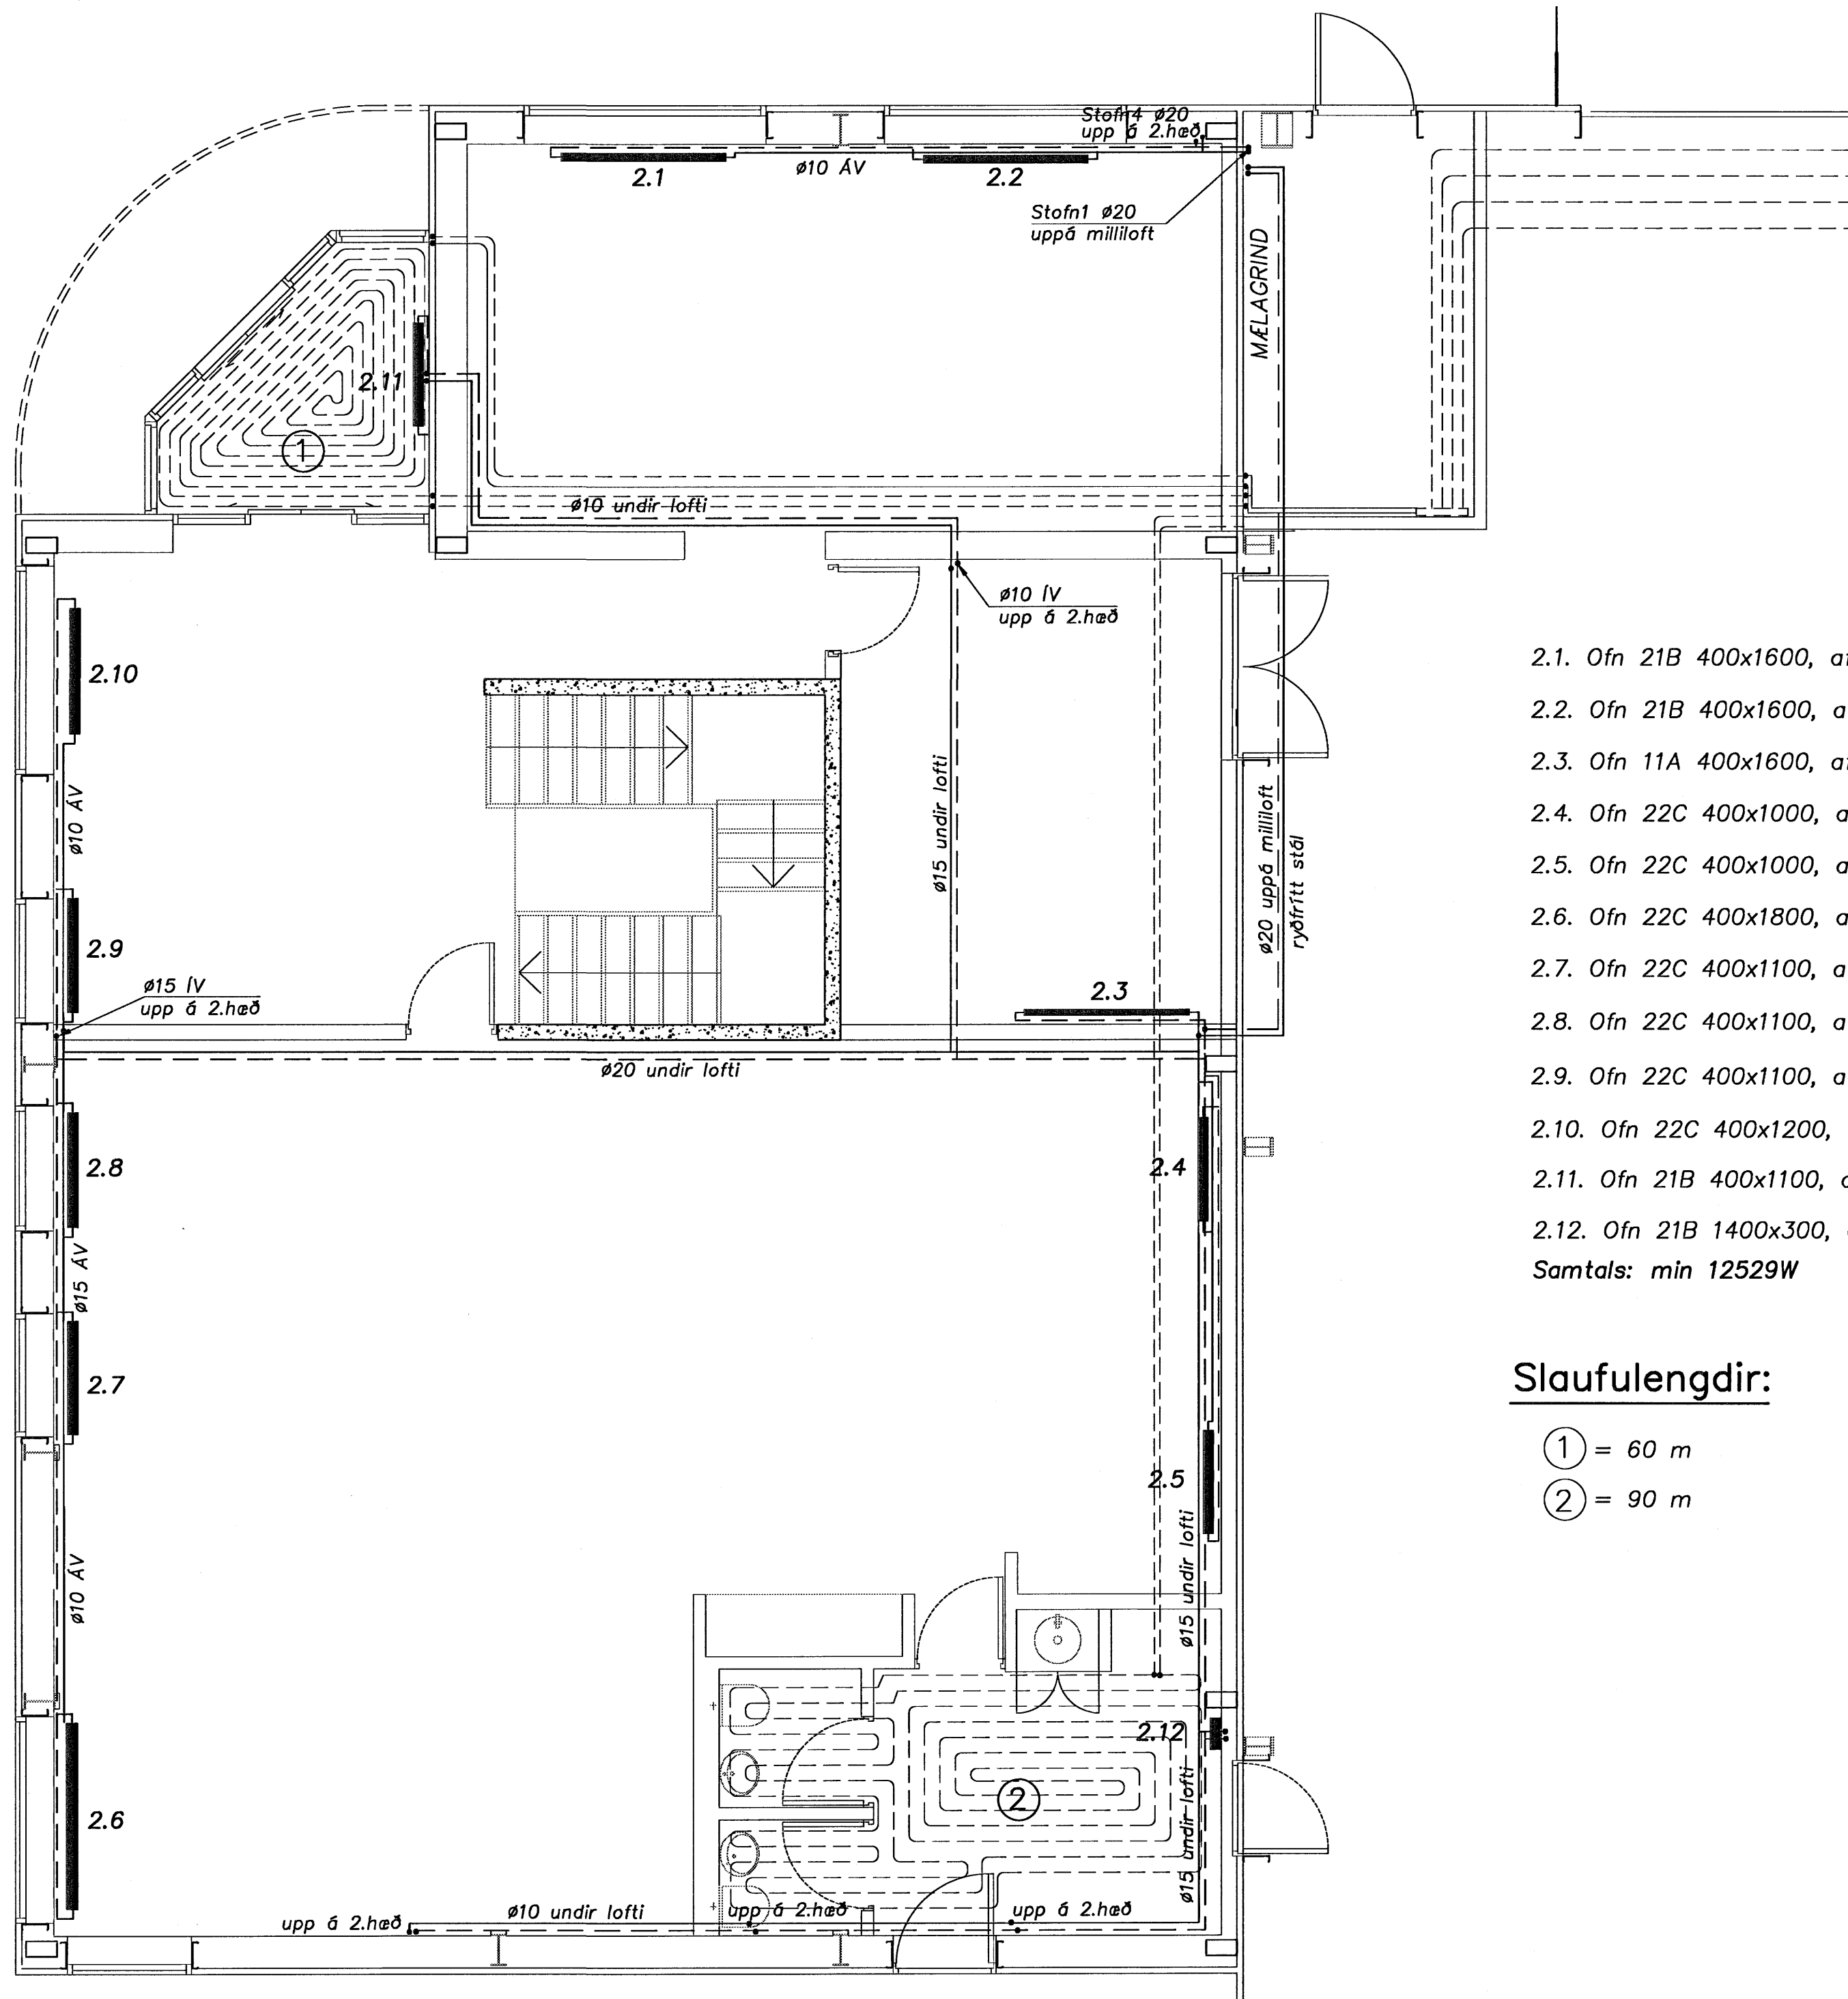 Stofn4 ø20
upp á 2.hæð
2.1
ø10 ÁV
2.2
Stofn1 ø20
uppá milliloft
MÆLAGRIND
2.11
1
ø10 undir lofti
ø10 ÍV
upp á 2.hæð
2.10
ø10 ÁV
ø15 undir lofti
ø20 uppá milliloft
ryðfrítt stál
2.9
ø15 ÍV
upp á 2.hæð
2.3
ø20 undir lofti
2.8
2.4
ø15 ÁV
2.7
2.5
ø15 undir lofti
ø10 ÁV
2.12
2
ø15 undir lofti
2.6
upp á 2.hæð
ø10 undir lofti
upp á 2.hæð
upp á 2.hæð
2.1. Ofn 21B 400x1600,
2.2. Ofn 21B 400x1600,
2.3. Ofn 11A 400x1600,
2.4. Ofn 22C 400x1000,
2.5. Ofn 22C 400x1000,
2.6. Ofn 22C 400x1800,
2.7. Ofn 22C 400x1100,
2.8. Ofn 22C 400x1100,
2.9. Ofn 22C 400x1100,
2.10. Ofn 22C 400x1200,
2.11. Ofn 21B 400x1100,
2.12. Ofn 21B 1400x300,
Samtals: min 12529W
Slaufulengdir:
1 = 60 m
2 = 90 m